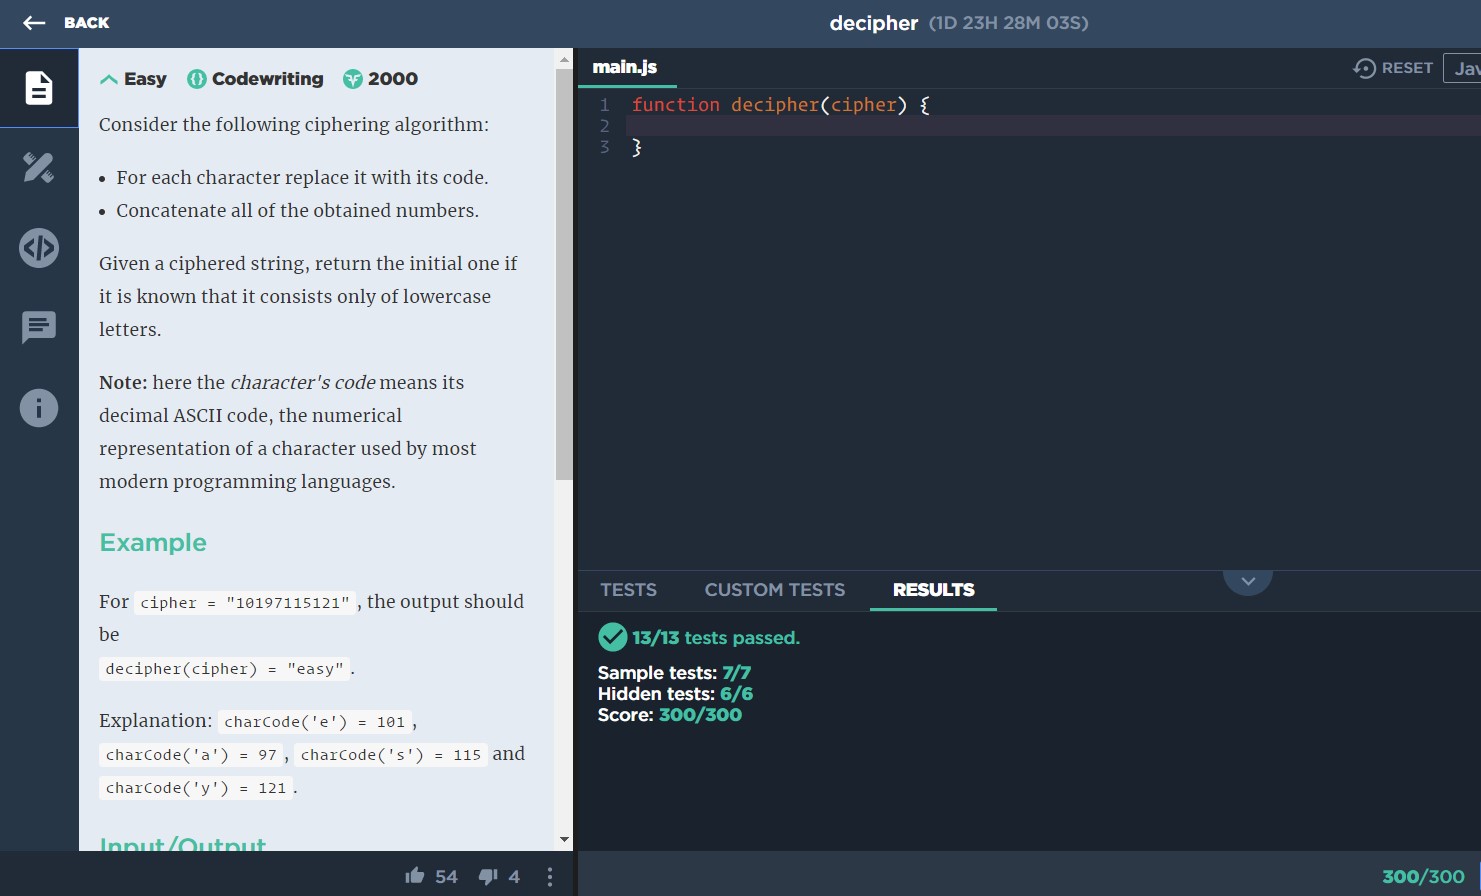 BACK
decipher (1D 23H 28M 03S)
Easy Codewriting 2000
Consider the following ciphering algorithm:
• For each character replace it with its code.
• Concatenate all of the obtained numbers.
Given a ciphered string, return the initial one if
it is known that it consists only of lowercase
letters.
Note: here the character's code means its
decimal ASCII code, the numerical
representation of a character used by most
modern programming languages.
Example
For cipher = "10197115121", the output should
be
decipher(cipher) = "easy".
Explanation: charCode('e') = 101,
charCode('a') = 97, charCode('s') = 115 and
charCode('y') = 121.
Input/Output
54 4
main.js
RESET Jav
1 function decipher(cipher) {
2
3 }
TESTS CUSTOM TESTS RESULTS
13/13 tests passed.
Sample tests: 7/7
Hidden tests: 6/6
Score: 300/300
300/300